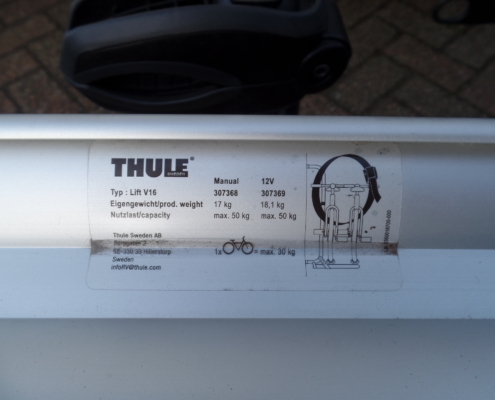 THULE
Manual 12V
Typ : Lift V16 307368 307369
Eigengewicht/prod. weight 17 kg 18,1 kg
Nutzlast/capacity max. 50 kg max. 50 kg
Thule Sweden AB
1x = max. 30 kg
Sweden
infoRV@thule.com